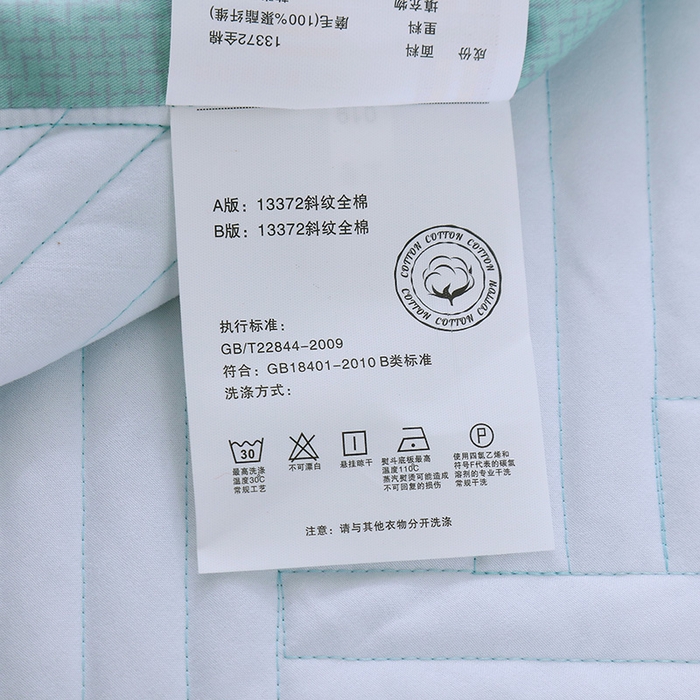 成份
面料 13372全棉
里料 磨毛(100%聚酯纤维)
填充物
A版：13372斜纹全棉
B版：13372斜纹全棉
COTTON COTTON COTTON COTTON COTTON COTTON
执行标准：
GB/T22844-2009
符合：GB18401-2010 B类标准
洗涤方式：
30
P
最高洗涤
温度30C
常规工艺
不可漂白
悬挂晾干
熨斗底板最高
温度110C
蒸汽熨烫可能造成
不可回复的损伤
使用四氯乙烯和
符号F代表的碳氯
溶剂的专业干洗
常规干洗
注意：请与其他衣物分开洗涤